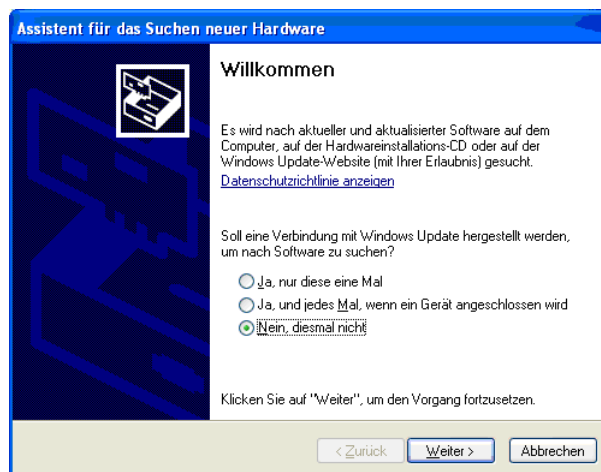 Assistent für das Suchen neuer Hardware
Willkommen
Es wird nach aktueller und aktualisierter Software auf dem
Computer, auf der Hardwareinstallations-CD oder auf der
Windows Update-Website (mit Ihrer Erlaubnis) gesucht.
Datenschutzrichtlinie anzeigen
Soll eine Verbindung mit Windows Update hergestellt werden,
um nach Software zu suchen?
Ja, nur diese eine Mal
Ja, und jedes Mal, wenn ein Gerät angeschlossen wird
Nein, diesmal nicht
Klicken Sie auf "Weiter", um den Vorgang fortzusetzen.
< Zurück Weiter > Abbrechen